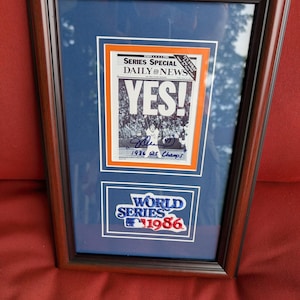 SERIES SPECIAL
DAILY NEWS
YES!
1986 WS Champs
WORLD
SERIES
1986